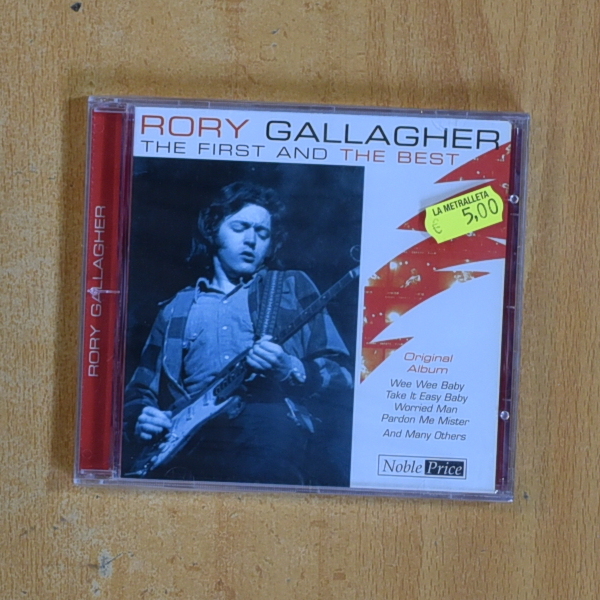 RORY GALLAGHER
THE FIRST AND THE BEST
LA METRALLETA
€ 5,00
RORY GALLAGHER
Original
Album
Wee Wee Baby
Take It Easy Baby
Worried Man
Pardon Me Mister
And Many Others
Noble Price